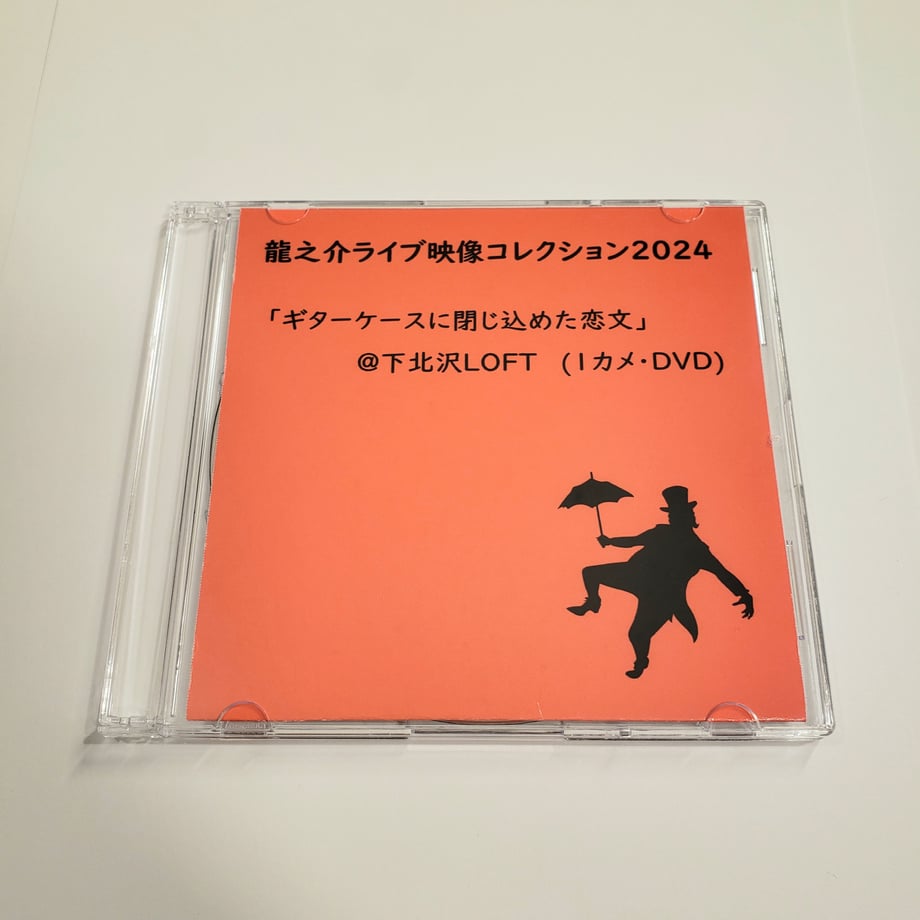 龍之介ライブ映像コレクション2024
「ギターケースに閉じ込めた恋文」
@下北沢LOFT (1カメ・DVD)